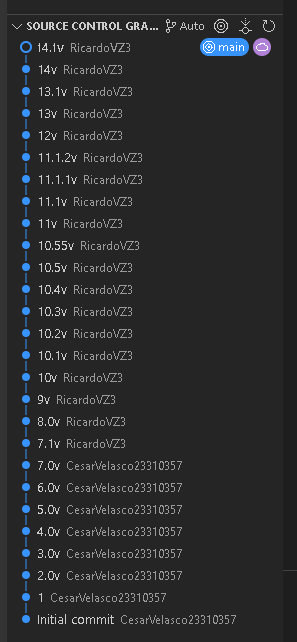 SOURCE CONTROL GRA... Auto
14.1v RicardoVZ3 main
14v RicardoVZ3
13.1v RicardoVZ3
13v RicardoVZ3
12v RicardoVZ3
11.1.2v RicardoVZ3
11.1.1v RicardoVZ3
11.1v RicardoVZ3
11v RicardoVZ3
10.55v RicardoVZ3
10.5v RicardoVZ3
10.4v RicardoVZ3
10.3v RicardoVZ3
10.2v RicardoVZ3
10.1v RicardoVZ3
10v RicardoVZ3
9v RicardoVZ3
8.0v RicardoVZ3
7.1v RicardoVZ3
7.0v CesarVelasco23310357
6.0v CesarVelasco23310357
5.0v CesarVelasco23310357
4.0v CesarVelasco23310357
3.0v CesarVelasco23310357
2.0v CesarVelasco23310357
1 CesarVelasco23310357
Initial commit CesarVelasco23310357